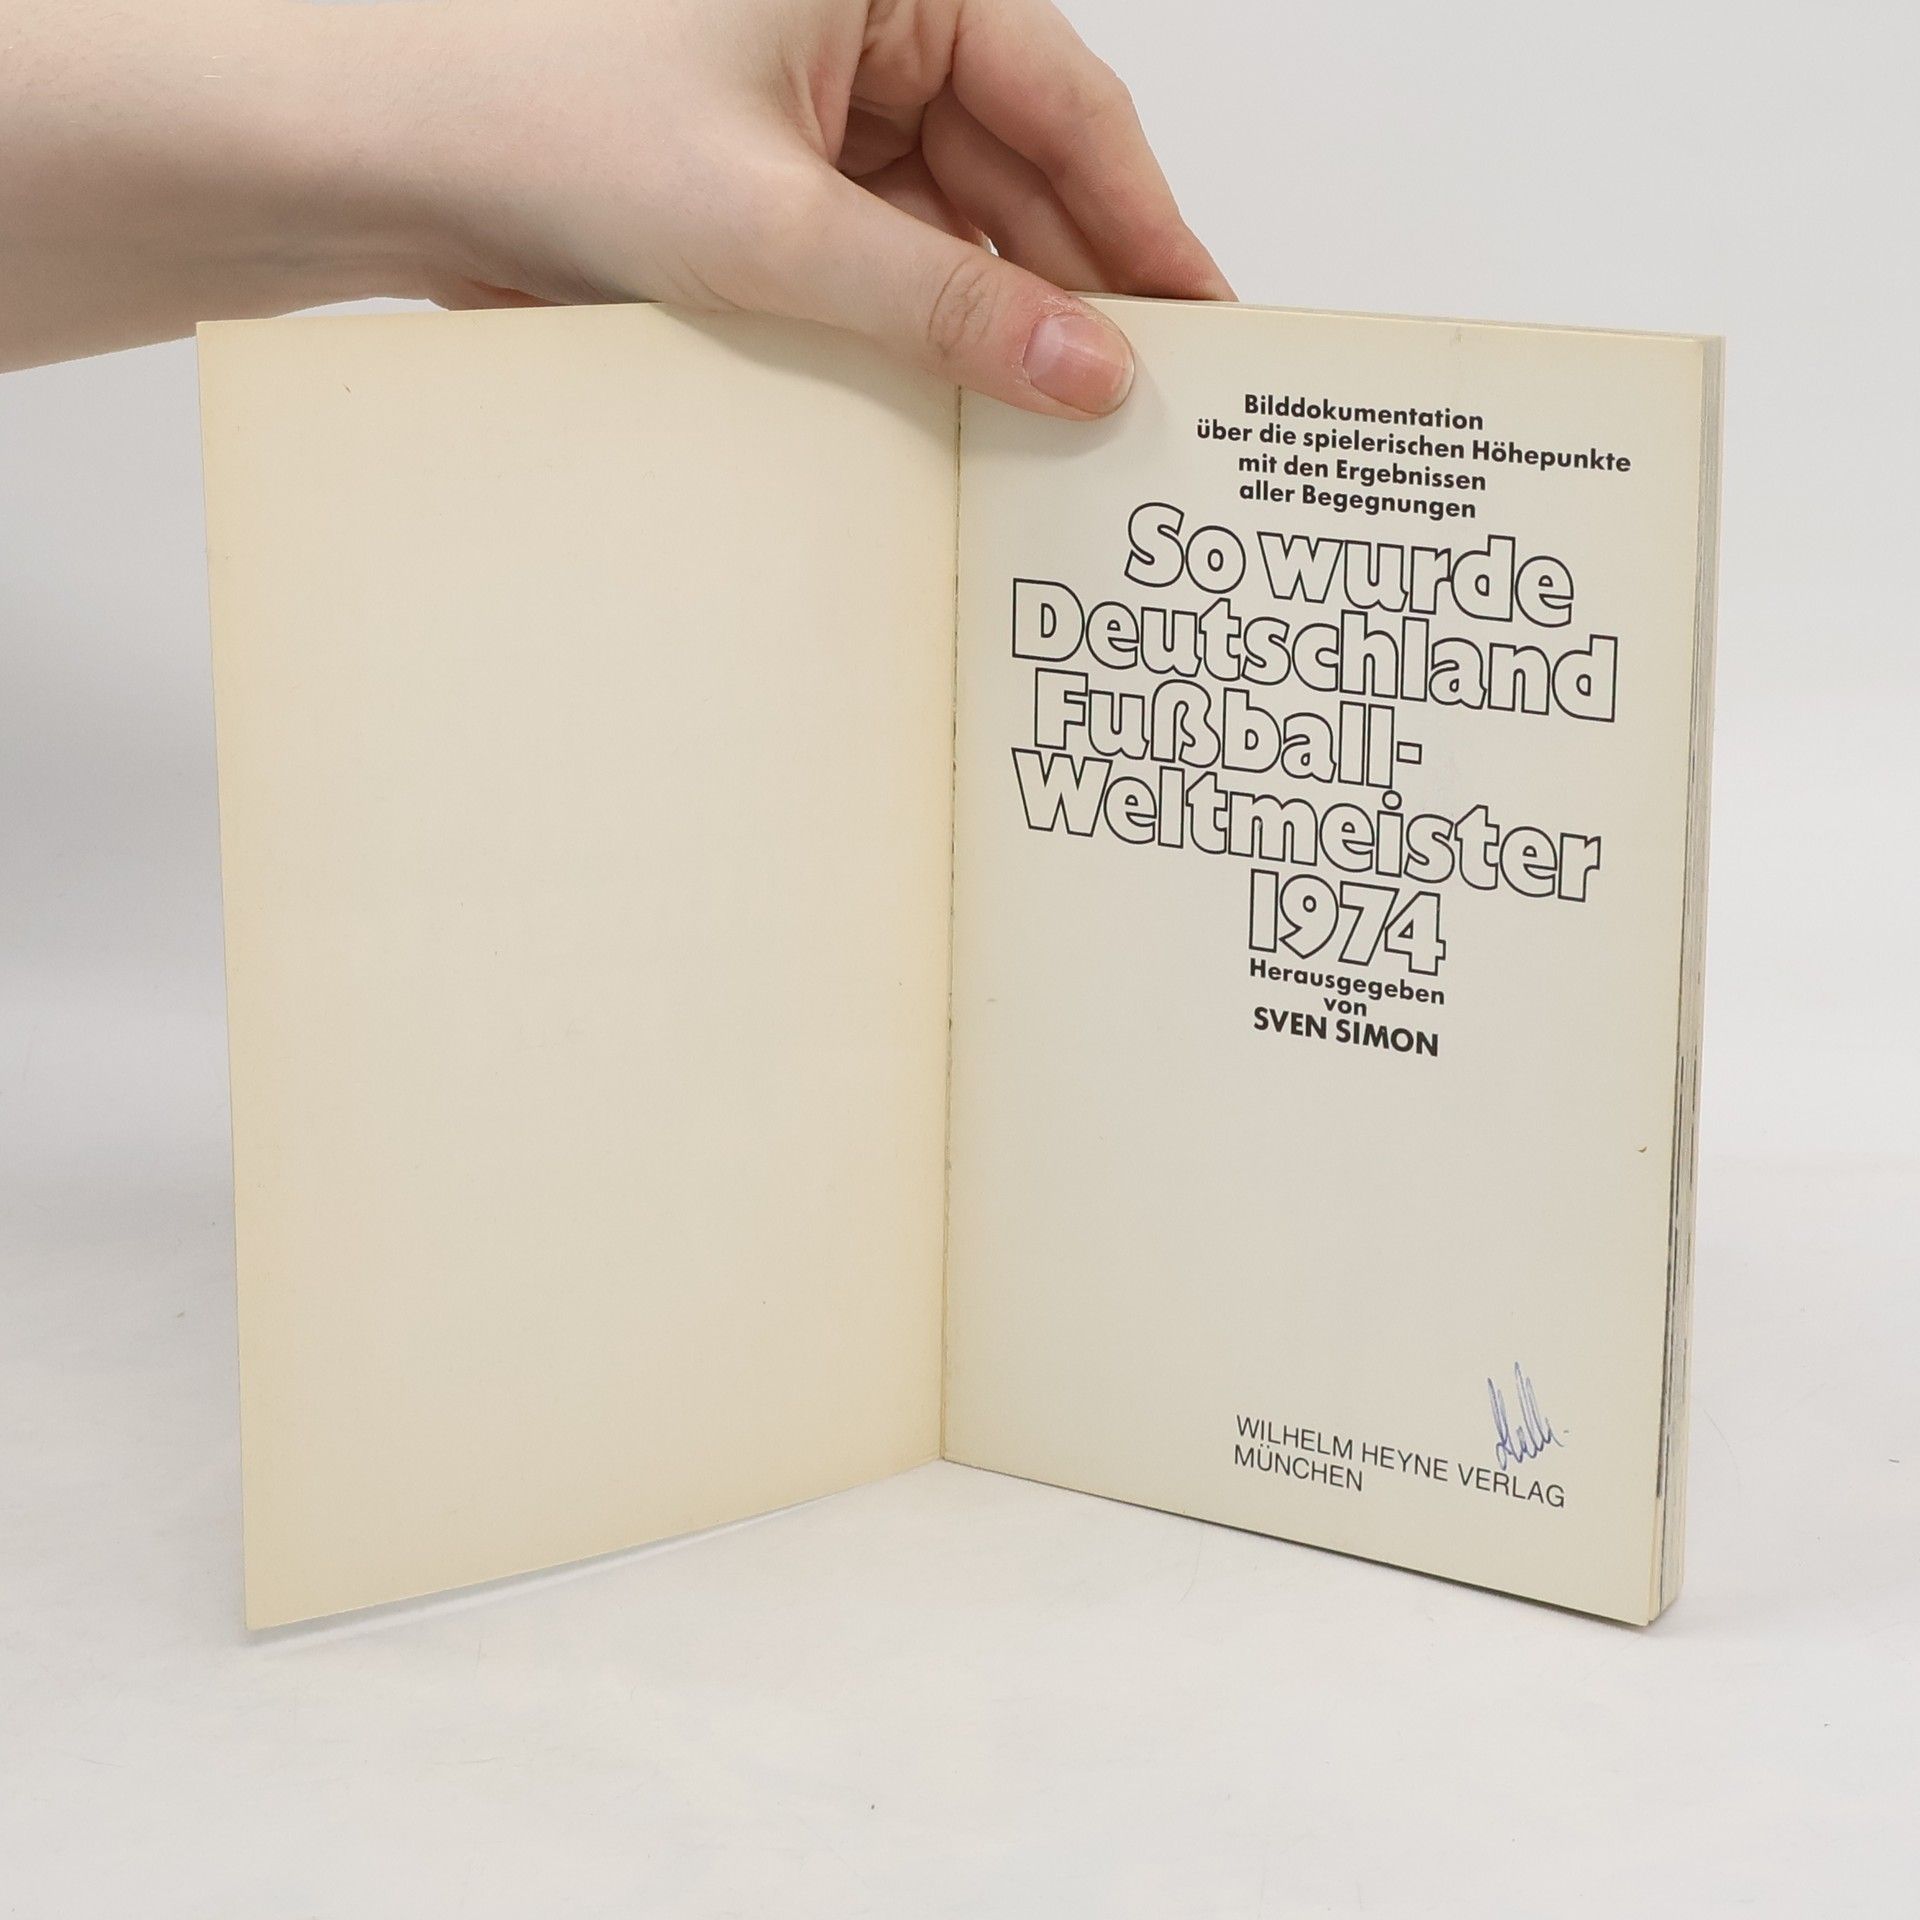 Bilddokumentation
über die spielerischen Höhepunkte
mit den Ergebnissen
aller Begegnungen
So wurde
Deutschland
Fußball-
Weltmeister
1974
Herausgegeben
von
SVEN SIMON
WILHELM HEYNE VERLAG
MÜNCHEN